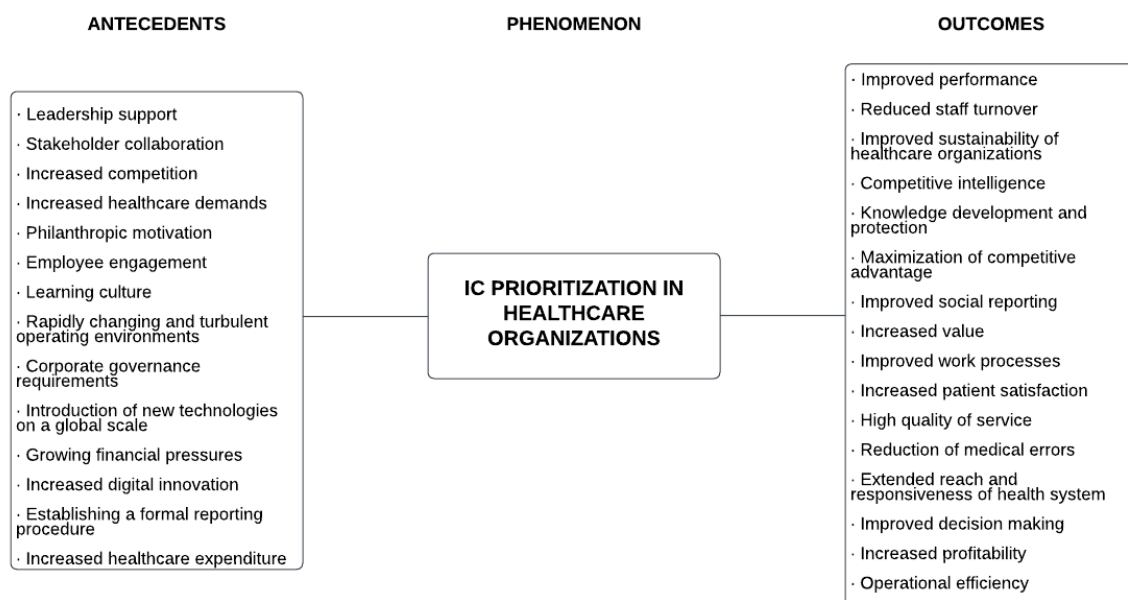 ANTECEDENTS
PHENOMENON
OUTCOMES
· Leadership support
· Stakeholder collaboration
· Increased competition
· Increased healthcare demands
· Philanthropic motivation
· Employee engagement
· Learning culture
· Rapidly changing and turbulent
operating environments
· Corporate governance
requirements
· Introduction of new technologies
on a global scale
· Growing financial pressures
· Increased digital innovation
· Establishing a formal reporting
procedure
· Increased healthcare expenditure
IC PRIORITIZATION IN
HEALTHCARE
ORGANIZATIONS
· Improved performance
· Reduced staff turnover
· Improved sustainability of
healthcare organizations
· Competitive intelligence
· Knowledge development and
protection
· Maximization of competitive
advantage
· Improved social reporting
· Increased value
· Improved work processes
· Increased patient satisfaction
· High quality of service
· Reduction of medical errors
· Extended reach and
responsiveness of health system
· Improved decision making
· Increased profitability
· Operational efficiency